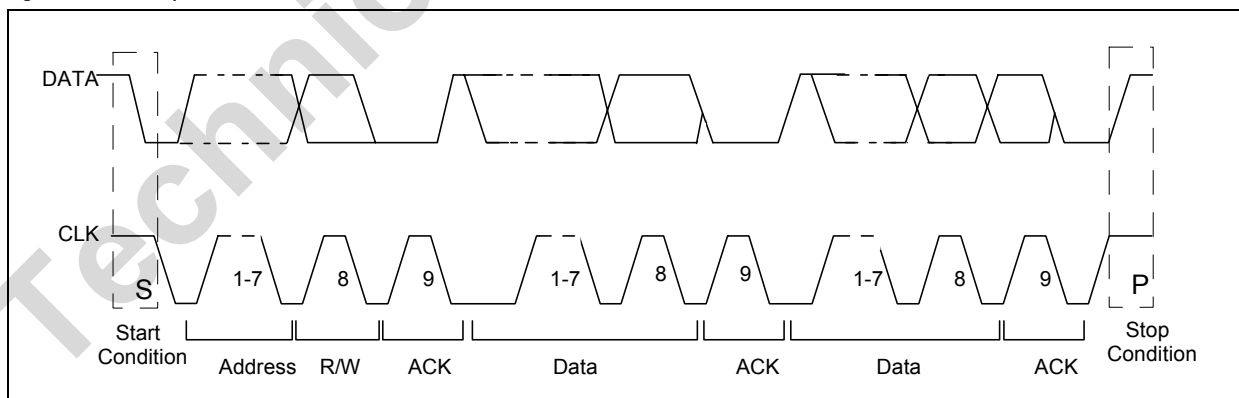 DATA
CLK
S
1-7
8
9
1-7
8
9
1-7
8
9
P
Start
Condition
Address
R/W
ACK
Data
ACK
Data
ACK
Stop
Condition